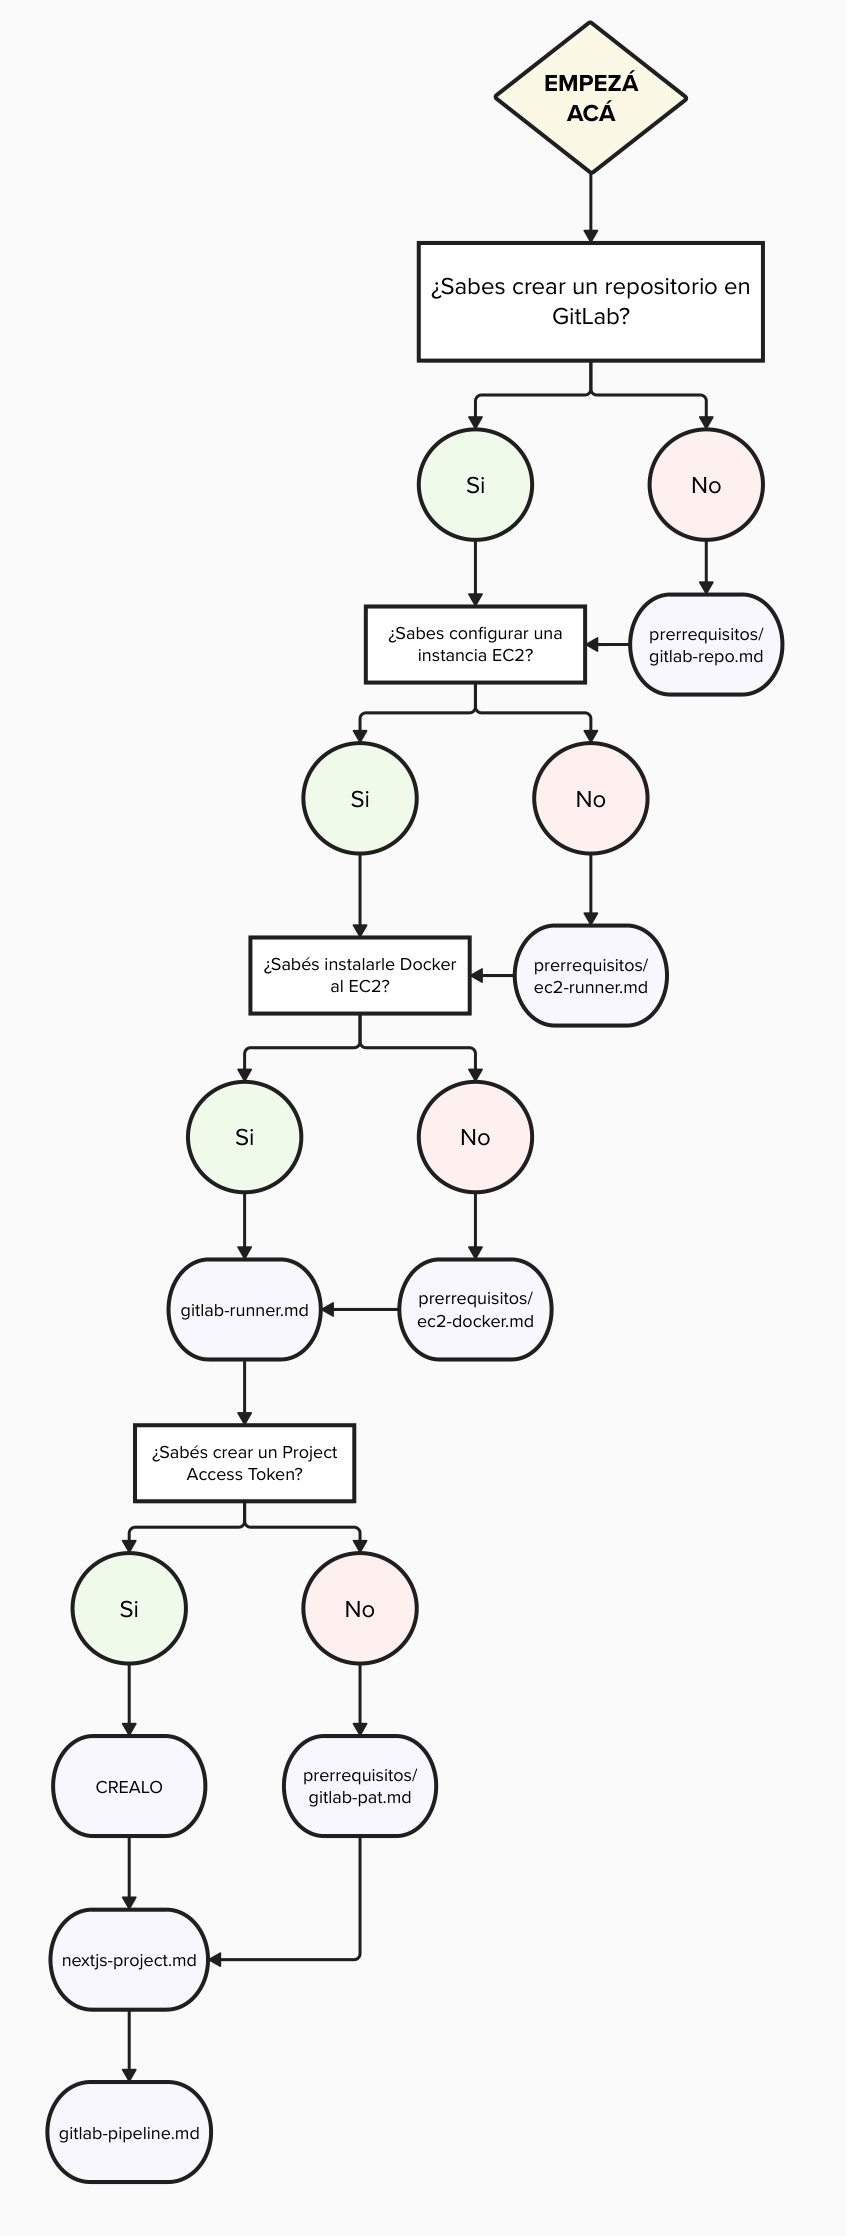 EMPEZÁ
ACÁ
¿Sabes crear un repositorio en
GitLab?
Si
No
¿Sabes configurar una
instancia EC2?
prerrequisitos/
gitlab-repo.md
Si
No
¿Sabés instalarle Docker
al EC2?
prerrequisitos/
ec2-runner.md
Si
No
gitlab-runner.md
prerrequisitos/
ec2-docker.md
¿Sabés crear un Project
Access Token?
Si
No
CREALO
prerrequisitos/
gitlab-pat.md
nextjs-project.md
gitlab-pipeline.md